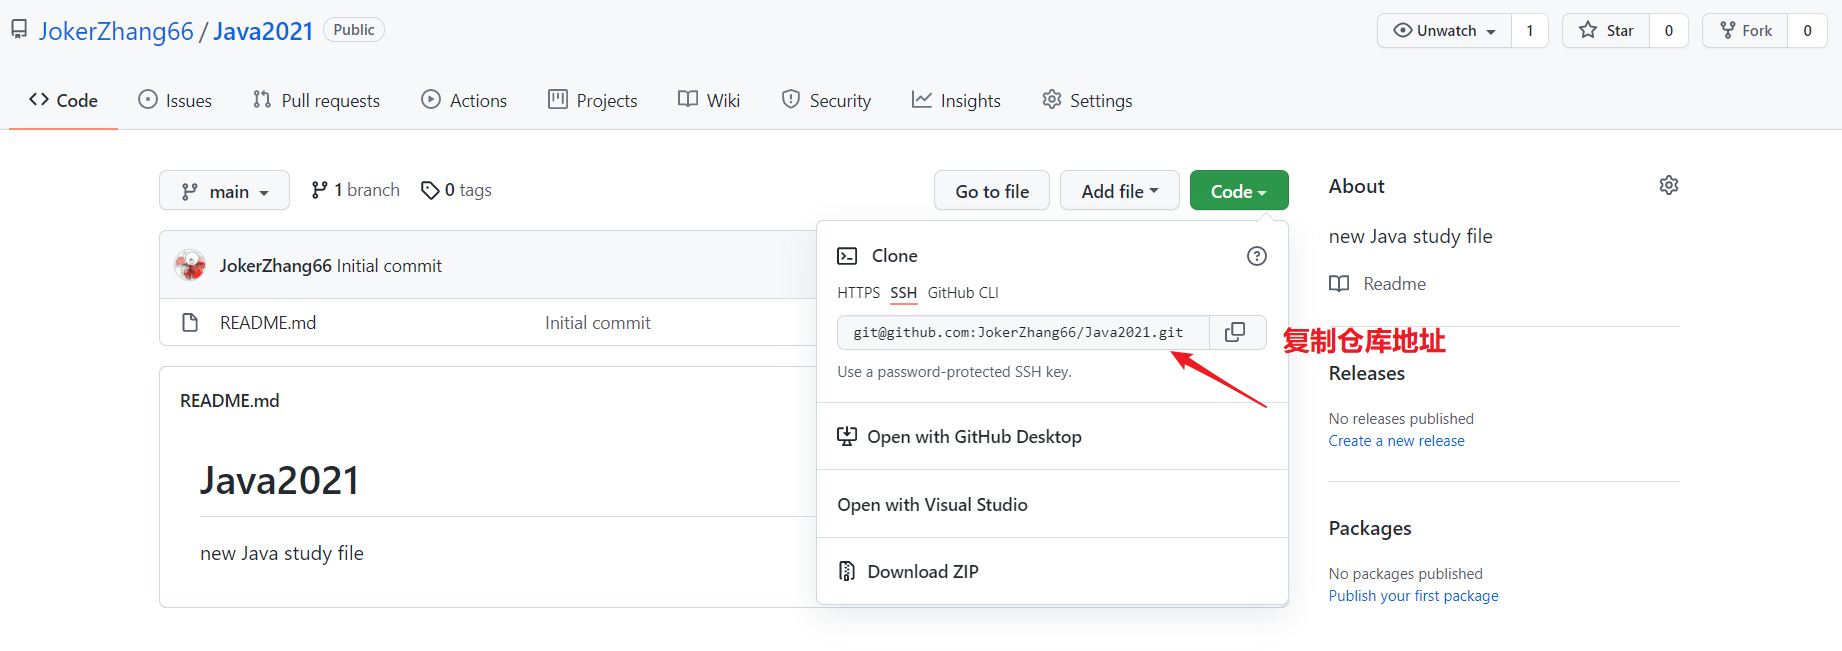 JokerZhang66 / Java2021 Public
Unwatch 1 Star 0 Fork 0
Code Issues Pull requests Actions Projects Wiki Security Insights Settings
main 1 branch 0 tags Go to file Add file Code
JokerZhang66 Initial commit
README.md Initial commit
README.md
Java2021
new Java study file
Clone
HTTPS SSH GitHub CLI
git@github.com:JokerZhang66/Java2021.git
复制仓库地址
Use a password-protected SSH key.
Open with GitHub Desktop
Open with Visual Studio
Download ZIP
About
new Java study file
Readme
Releases
No releases published
Create a new release
Packages
No packages published
Publish your first package